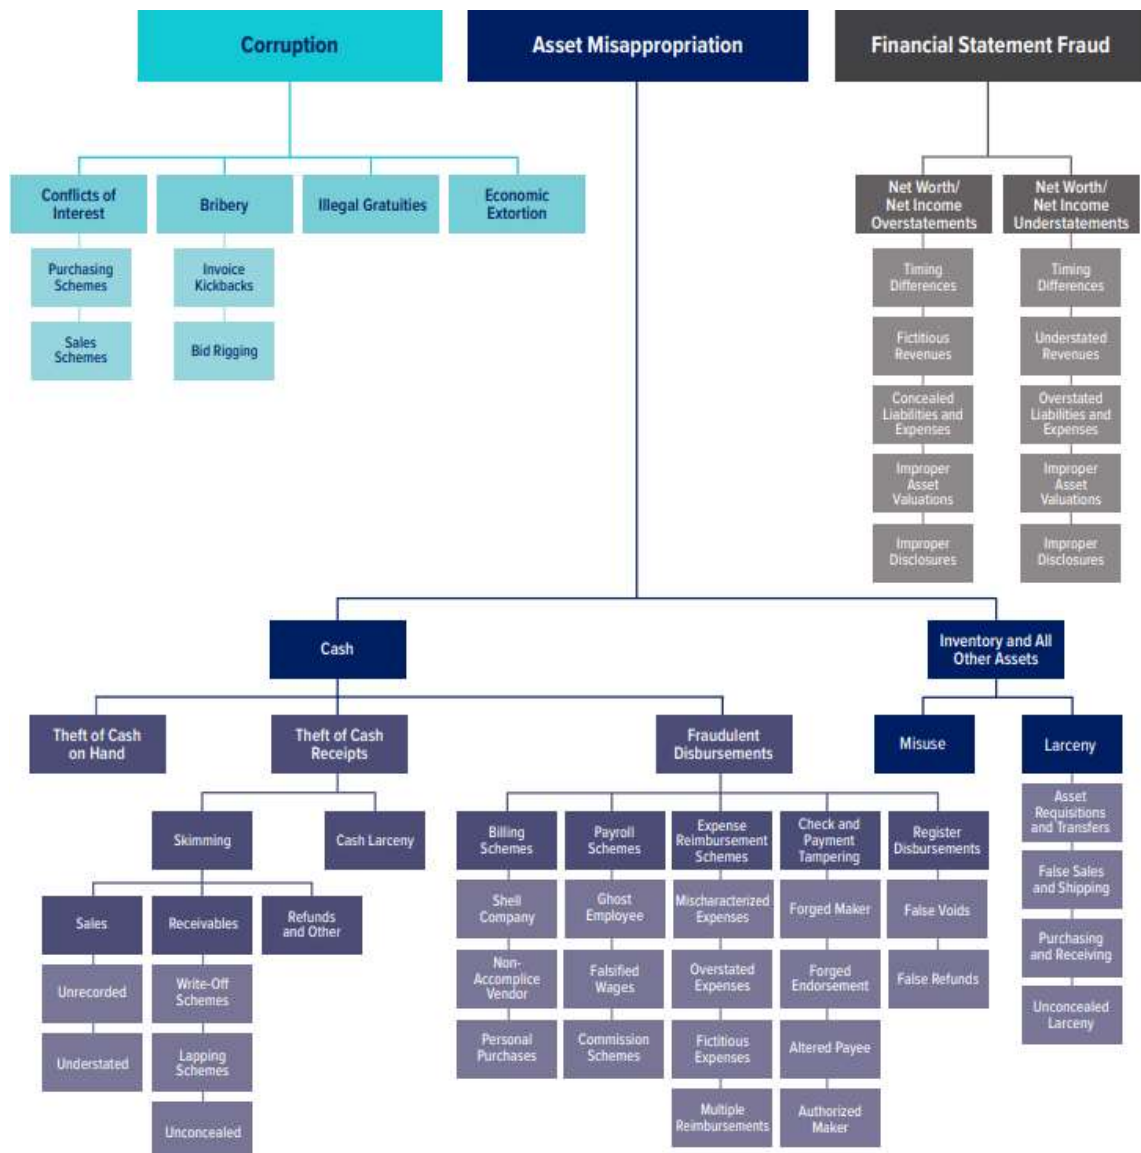 Corruption
Asset Misappropriation
Financial Statement Fraud
Conflicts of
Interest
Bribery
Illegal Gratuities
Economic
Extortion
Purchasing
Schemes
Sales
Schemes
Invoice
Kickbacks
Bid Rigging
Net Worth/
Net Income
Overstatements
Net Worth/
Net Income
Understatements
Timing
Differences
Fictitious
Revenues
Concealed
Liabilities and
Expenses
Improper
Asset
Valuations
Improper
Disclosures
Timing
Differences
Understated
Revenues
Overstated
Liabilities and
Expenses
Improper
Asset
Valuations
Improper
Disclosures
Cash
Inventory and All
Other Assets
Theft of Cash
on Hand
Theft of Cash
Receipts
Fraudulent
Disbursements
Misuse
Larceny
Skimming
Cash Larceny
Sales
Receivables
Refunds
and Other
Unrecorded
Understated
Write-Off
Schemes
Lapping
Schemes
Unconcealed
Billing
Schemes
Shell
Company
Non-
Accomplice
Vendor
Personal
Purchases
Payroll
Schemes
Ghost
Employee
Falsified
Wages
Commission
Schemes
Expense
Reimbursement
Schemes
Mischaracterized
Expenses
Overstated
Expenses
Fictitious
Expenses
Multiple
Reimbursements
Check and
Payment
Tampering
Forged Maker
Forged
Endorsement
Altered Payee
Authorized
Maker
Register
Disbursements
False Voids
False Refunds
Asset
Requisitions
and Transfers
False Sales
and Shipping
Purchasing
and Receiving
Unconcealed
Larceny